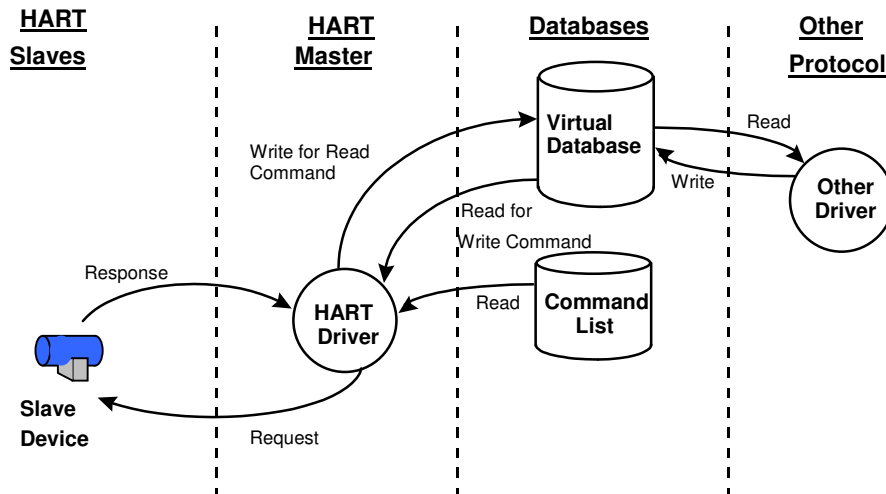 HART
Slaves
HART
Master
Databases
Other
Protocol
Virtual
Database
Read
Write
Other
Driver
Write for Read
Command
Read for
Write Command
Response
HART
Driver
Read
Command
List
Slave
Device
Request